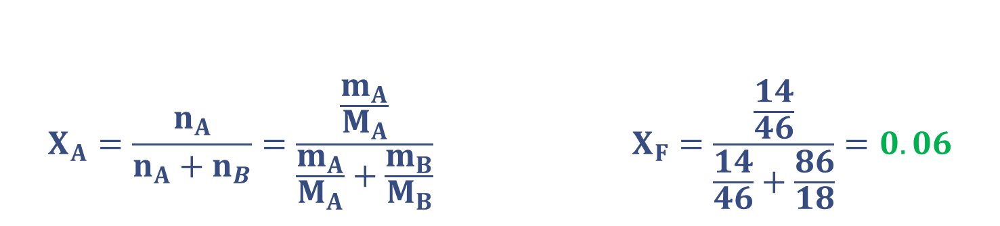 X_A = n_A / (n_A + n_B) = (m_A / M_A) / (m_A / M_A + m_B / M_B)
X_F = (14 / 46) / (14 / 46 + 86 / 18) = 0.06